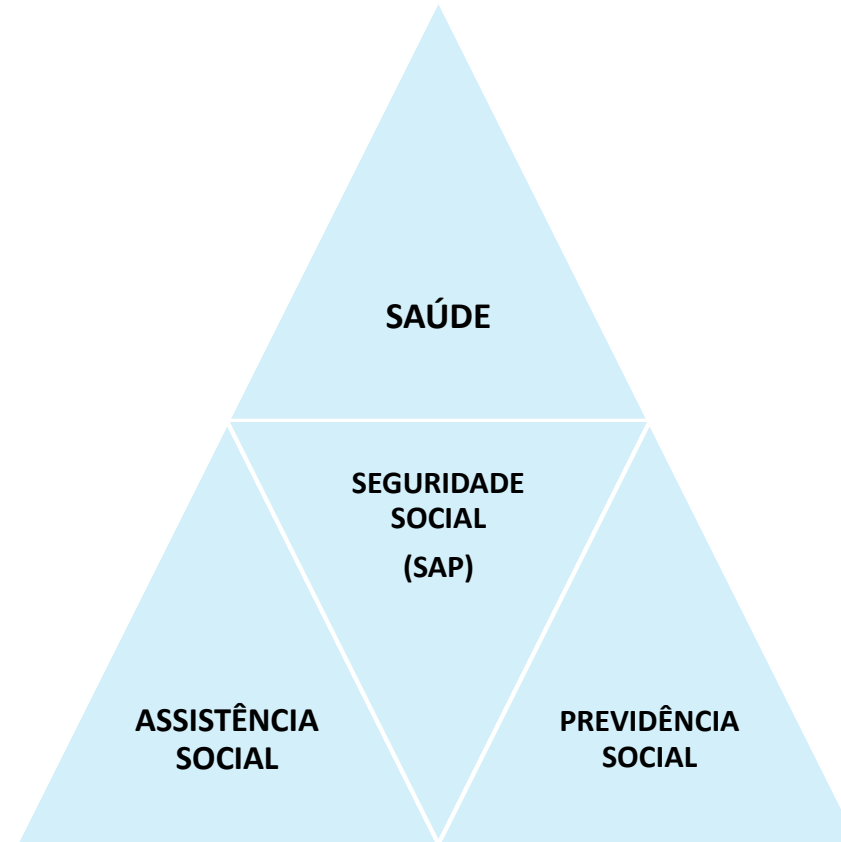 SAÚDE
SEGURIDADE
SOCIAL
(SAP)
ASSISTÊNCIA
SOCIAL
PREVIDÊNCIA
SOCIAL